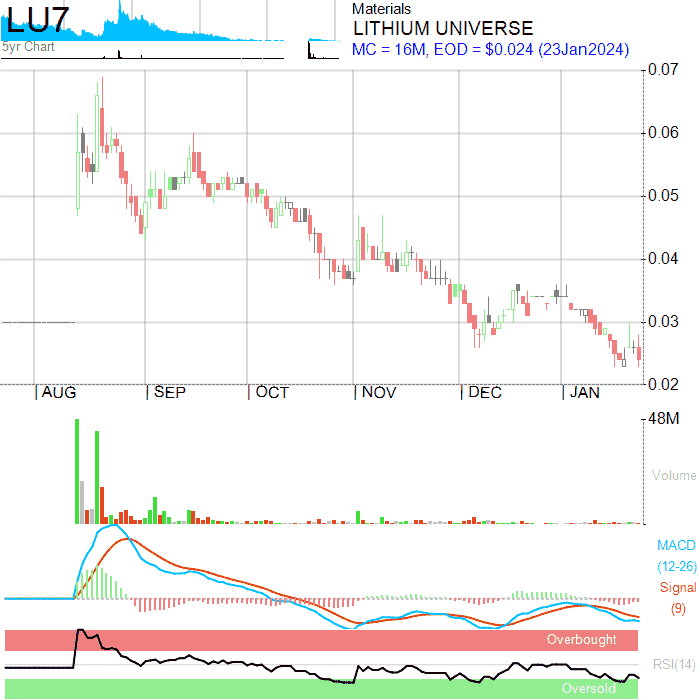 LU7
5yr Chart
Materials
LITHIUM UNIVERSE
MC = 16M, EOD = $0.024 (23Jan2024)
0.07
0.06
0.05
0.04
0.03
0.02
AUG SEP OCT NOV DEC JAN
48M
Volume
MACD
(12-26)
Signal
(9)
Overbought
RSI(14)
Oversold